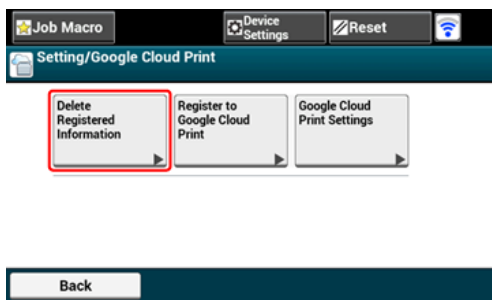 Job Macro
Device
Settings
Reset
Setting/Google Cloud Print
Delete
Registered
Information
Register to
Google Cloud
Print
Google Cloud
Print Settings
Back